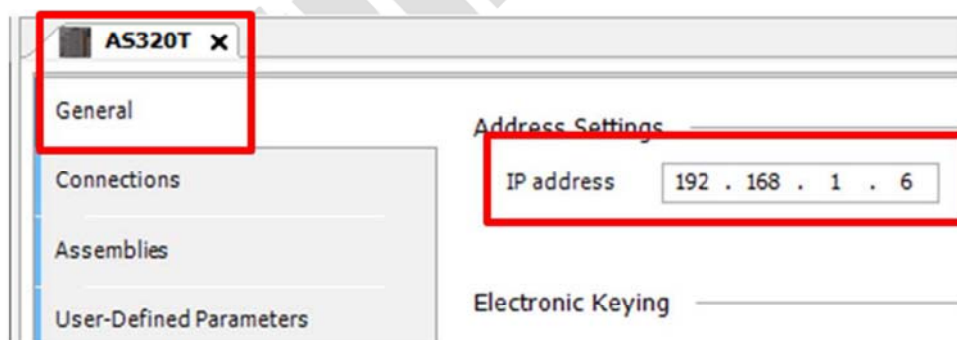 AS320T x
General
Connections
Assemblies
User-Defined Parameters
Address Settings
IP address 192 . 168 . 1 . 6
Electronic Keying